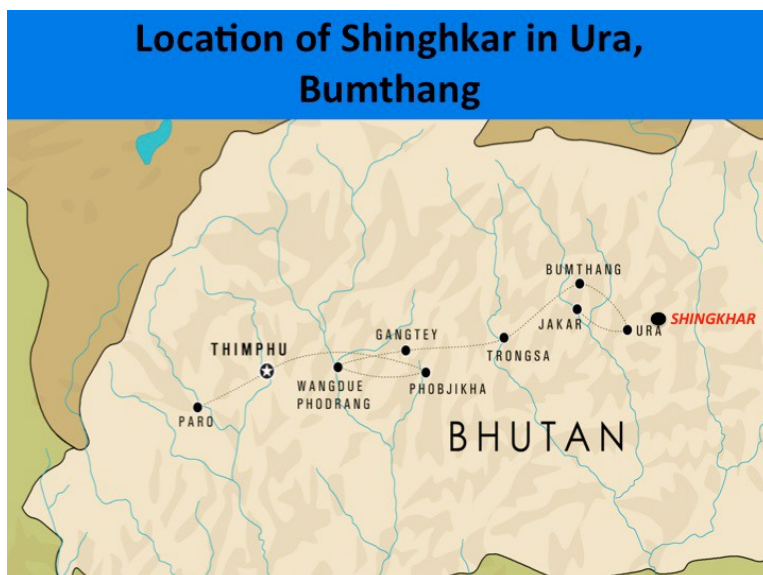 Location of Shinghkar in Ura,
Bumthang
BUMTHANG
SHINGKHAR
JAKAR
URA
GANGTEY
TRONGSA
THIMPHU
WANGDUE
PHODRANG
PHOBJIKHA
PARO
BHUTAN